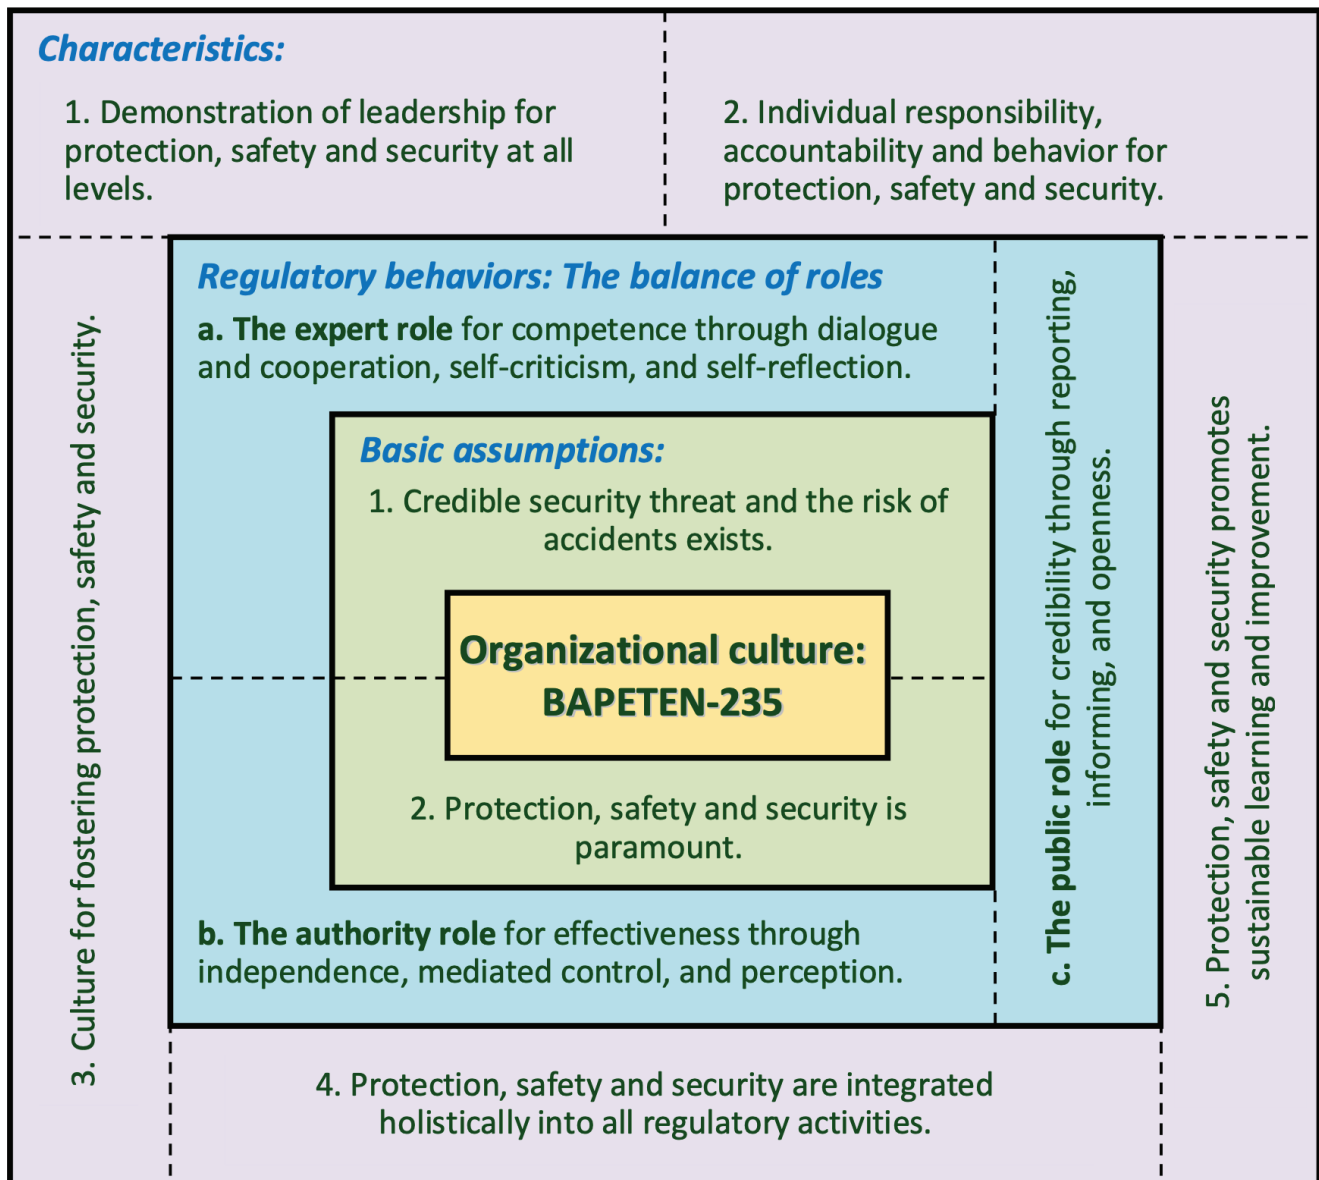 Characteristics:
1. Demonstration of leadership for
protection, safety and security at all
levels.
2. Individual responsibility,
accountability and behavior for
protection, safety and security.
3. Culture for fostering protection, safety and security.
Regulatory behaviors: The balance of roles
a. The expert role for competence through dialogue
and cooperation, self-criticism, and self-reflection.
Basic assumptions:
1. Credible security threat and the risk of
accidents exists.
Organizational culture:
BAPETEN-235
2. Protection, safety and security is
paramount.
b. The authority role for effectiveness through
independence, mediated control, and perception.
c. The public role for credibility through reporting,
informing, and openness.
4. Protection, safety and security are integrated
holistically into all regulatory activities.
5. Protection, safety and security promotes
sustainable learning and improvement.